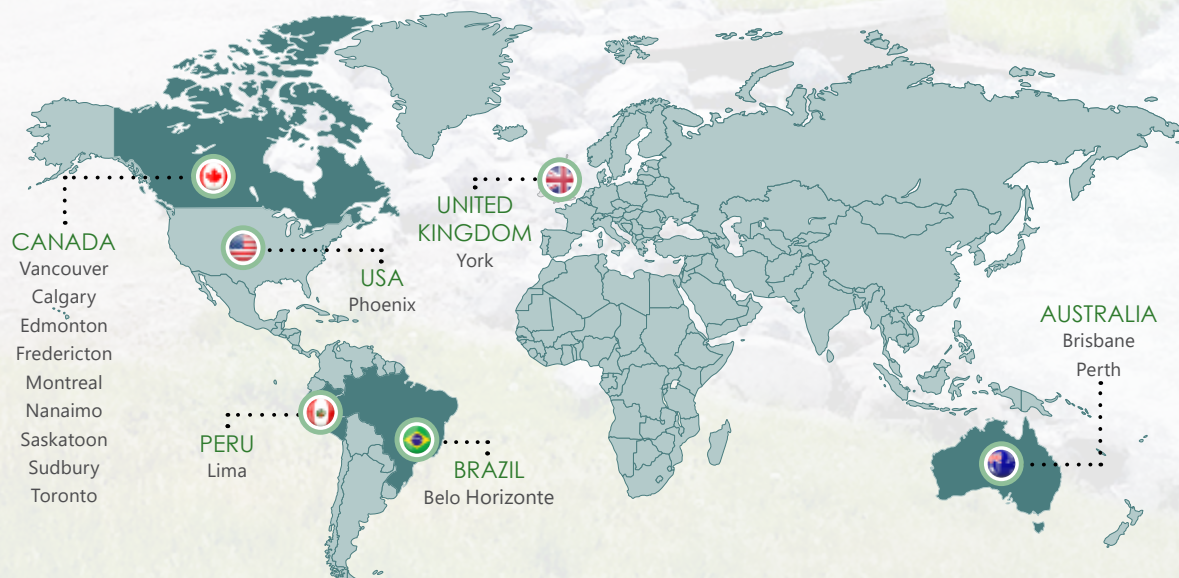 CANADA
Vancouver
Calgary
Edmonton
Fredericton
Montreal
Nanaimo
Saskatoon
Sudbury
Toronto
USA
Phoenix
UNITED
KINGDOM
York
PERU
Lima
BRAZIL
Belo Horizonte
AUSTRALIA
Brisbane
Perth